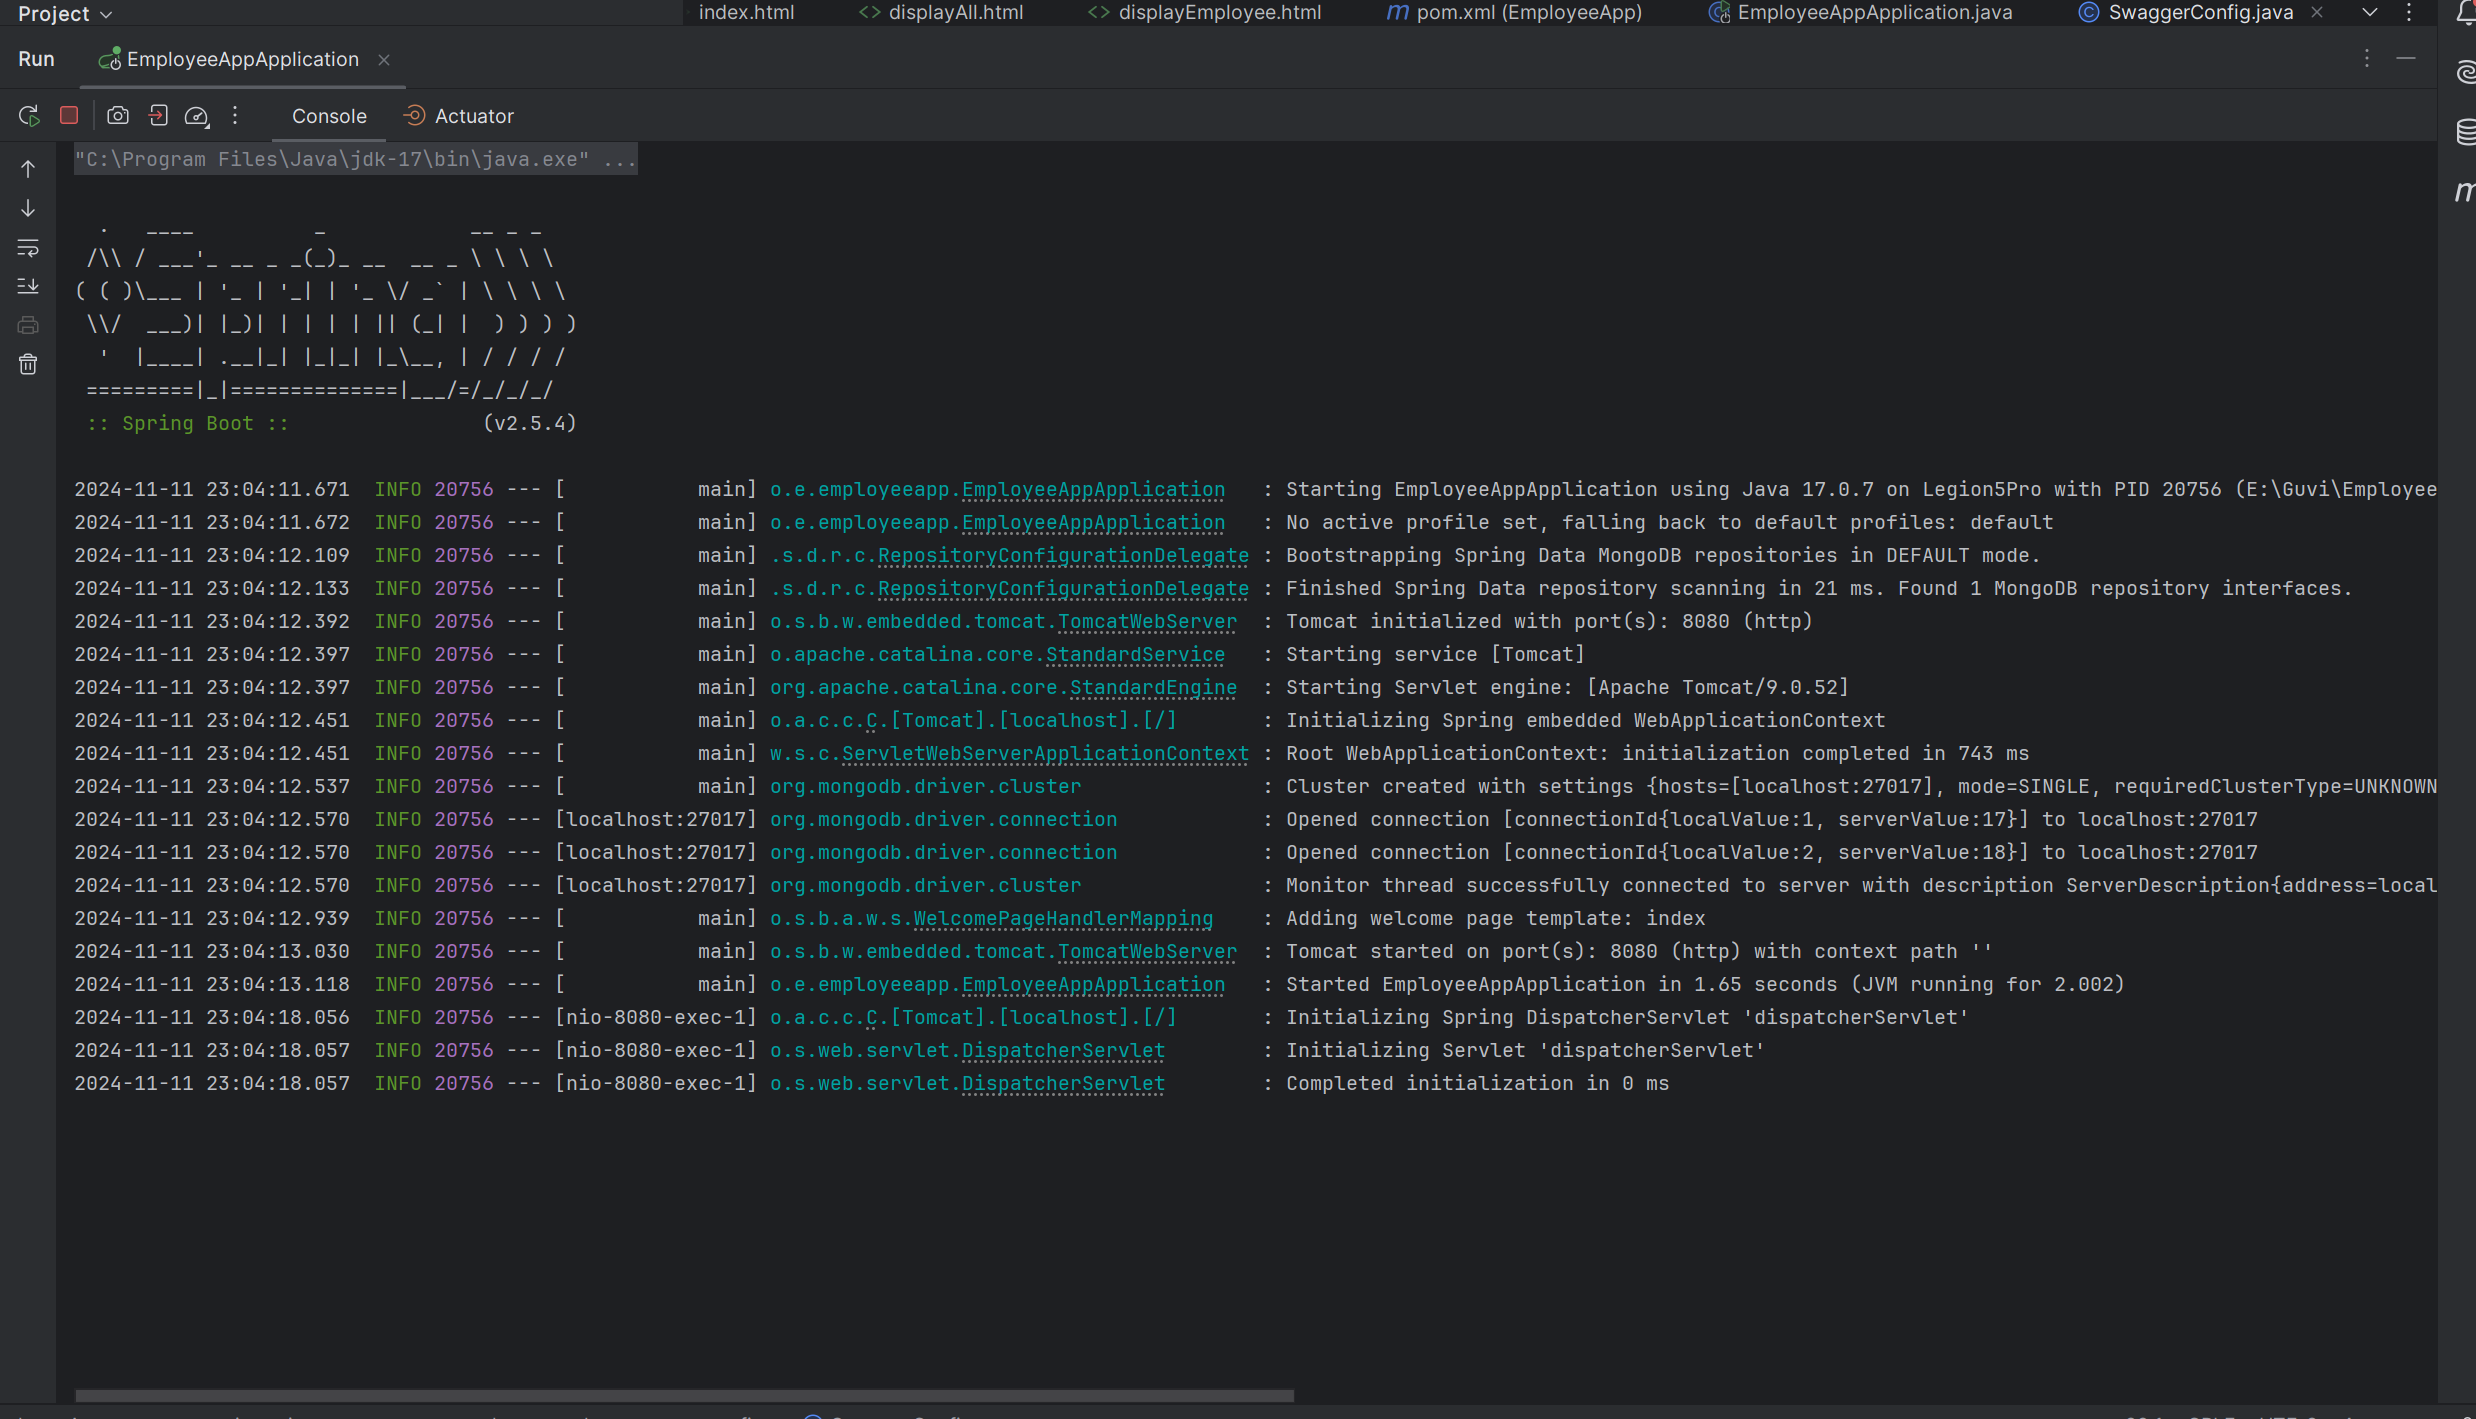 Project
index.html displayAll.html displayEmployee.html pom.xml (EmployeeApp) EmployeeAppApplication.java SwaggerConfig.java
Run EmployeeAppApplication
Console Actuator
"C:\Program Files\Java\jdk-17\bin\java.exe" ...
  .   ____          _            __ _ _
 /\\ / ___'_ __ _ _(_)_ __  __ _ \ \ \ \
( ( )\___ | '_ | '_| | '_ \/ _` | \ \ \ \
 \\/  ___)| |_)| | | | | || (_| |  ) ) ) )
  '  |____| .__|_| |_|_| |_\__, | / / / /
 =========|_|==============|___/=/_/_/_/
 :: Spring Boot ::                (v2.5.4)
2024-11-11 23:04:11.671  INFO 20756 --- [           main] o.e.employeeapp.EmployeeAppApplication   : Starting EmployeeAppApplication using Java 17.0.7 on Legion5Pro with PID 20756 (E:\Guvi\Employee
2024-11-11 23:04:11.672  INFO 20756 --- [           main] o.e.employeeapp.EmployeeAppApplication   : No active profile set, falling back to default profiles: default
2024-11-11 23:04:12.109  INFO 20756 --- [           main] .s.d.r.c.RepositoryConfigurationDelegate : Bootstrapping Spring Data MongoDB repositories in DEFAULT mode.
2024-11-11 23:04:12.133  INFO 20756 --- [           main] .s.d.r.c.RepositoryConfigurationDelegate : Finished Spring Data repository scanning in 21 ms. Found 1 MongoDB repository interfaces.
2024-11-11 23:04:12.392  INFO 20756 --- [           main] o.s.b.w.embedded.tomcat.TomcatWebServer  : Tomcat initialized with port(s): 8080 (http)
2024-11-11 23:04:12.397  INFO 20756 --- [           main] o.apache.catalina.core.StandardService   : Starting service [Tomcat]
2024-11-11 23:04:12.397  INFO 20756 --- [           main] org.apache.catalina.core.StandardEngine  : Starting Servlet engine: [Apache Tomcat/9.0.52]
2024-11-11 23:04:12.451  INFO 20756 --- [           main] o.a.c.c.C.[Tomcat].[localhost].[/]       : Initializing Spring embedded WebApplicationContext
2024-11-11 23:04:12.451  INFO 20756 --- [           main] w.s.c.ServletWebServerApplicationContext : Root WebApplicationContext: initialization completed in 743 ms
2024-11-11 23:04:12.537  INFO 20756 --- [           main] org.mongodb.driver.cluster               : Cluster created with settings {hosts=[localhost:27017], mode=SINGLE, requiredClusterType=UNKNOWN
2024-11-11 23:04:12.570  INFO 20756 --- [localhost:27017] org.mongodb.driver.connection            : Opened connection [connectionId{localValue:1, serverValue:17}] to localhost:27017
2024-11-11 23:04:12.570  INFO 20756 --- [localhost:27017] org.mongodb.driver.connection            : Opened connection [connectionId{localValue:2, serverValue:18}] to localhost:27017
2024-11-11 23:04:12.570  INFO 20756 --- [localhost:27017] org.mongodb.driver.cluster               : Monitor thread successfully connected to server with description ServerDescription{address=local
2024-11-11 23:04:12.939  INFO 20756 --- [           main] o.s.b.a.w.s.WelcomePageHandlerMapping    : Adding welcome page template: index
2024-11-11 23:04:13.030  INFO 20756 --- [           main] o.s.b.w.embedded.tomcat.TomcatWebServer  : Tomcat started on port(s): 8080 (http) with context path ''
2024-11-11 23:04:13.118  INFO 20756 --- [           main] o.e.employeeapp.EmployeeAppApplication   : Started EmployeeAppApplication in 1.65 seconds (JVM running for 2.002)
2024-11-11 23:04:18.056  INFO 20756 --- [nio-8080-exec-1] o.a.c.c.C.[Tomcat].[localhost].[/]       : Initializing Spring DispatcherServlet 'dispatcherServlet'
2024-11-11 23:04:18.057  INFO 20756 --- [nio-8080-exec-1] o.s.web.servlet.DispatcherServlet        : Initializing Servlet 'dispatcherServlet'
2024-11-11 23:04:18.057  INFO 20756 --- [nio-8080-exec-1] o.s.web.servlet.DispatcherServlet        : Completed initialization in 0 ms